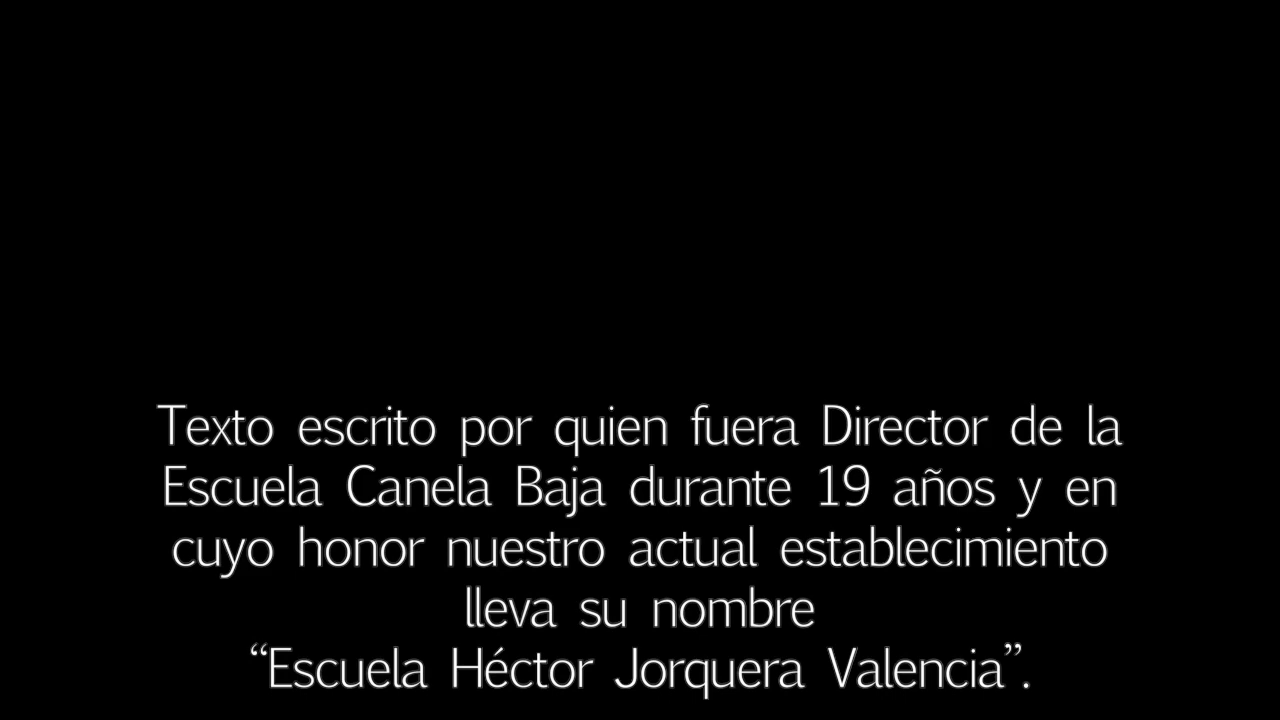 Texto escrito por quien fuera Director de la
Escuela Canela Baja durante 19 años y en
cuyo honor nuestro actual establecimiento
lleva su nombre
“Escuela Héctor Jorquera Valencia”.